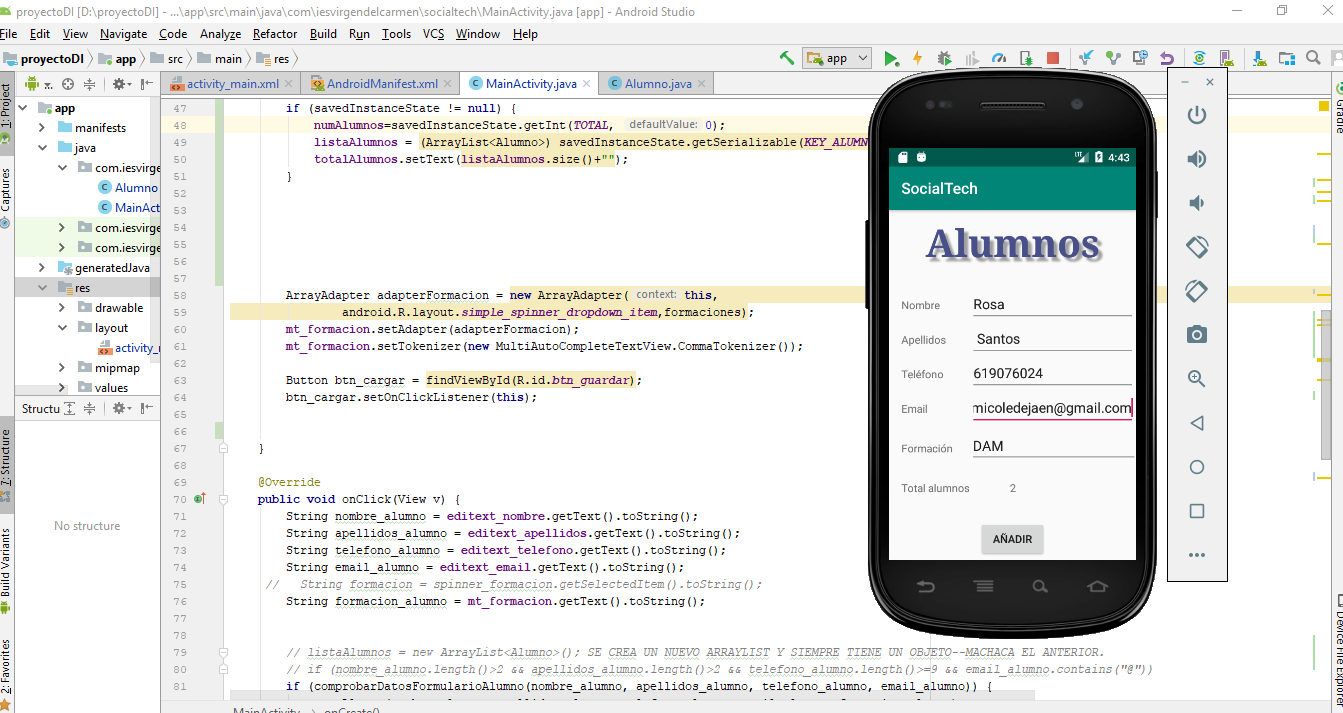 proyectoDI [D:\proyectoDI] - ...\app\src\main\java\com\iesvirgendelcarmen\socialtech\MainActivity.java [app] - Android Studio
File Edit View Navigate Code Analyze Refactor Build Run Tools VCS Window Help
proyectoDI app src main res
app
activity_main.xml AndroidManifest.xml MainActivity.java Alumno.java
1: Project
Captures
7: Structure
Build Variants
2: Favorites
app
manifests
java
com.iesvirge
Alumno
MainAct
com.iesvirge
com.iesvirge
generatedJava
res
drawable
layout
activity_
mipmap
values
Structu
No structure
47 if (savedInstanceState != null) {
48 numAlumnos=savedInstanceState.getInt(TOTAL, defaultValue: 0);
49 listaAlumnos = (ArrayList<Alumno>) savedInstanceState.getSerializable(KEY_ALUMN
50 totalAlumnos.setText(listaAlumnos.size()+"");
51 }
52
53
54
55
56
57
58 ArrayAdapter adapterFormacion = new ArrayAdapter( context: this,
59 android.R.layout.simple_spinner_dropdown_item,formaciones);
60 mt_formacion.setAdapter(adapterFormacion);
61 mt_formacion.setTokenizer(new MultiAutoCompleteTextView.CommaTokenizer());
62
63 Button btn_cargar = findViewById(R.id.btn_guardar);
64 btn_cargar.setOnClickListener(this);
65
66
67 }
68
69 @Override
70 public void onClick(View v) {
71 String nombre_alumno = editext_nombre.getText().toString();
72 String apellidos_alumno = editext_apellidos.getText().toString();
73 String telefono_alumno = editext_telefono.getText().toString();
74 String email_alumno = editext_email.getText().toString();
75 // String formacion = spinner_formacion.getSelectedItem().toString();
76 String formacion_alumno = mt_formacion.getText().toString();
77
78
79 // listaAlumnos = new ArrayList<Alumno>(); SE CREA UN NUEVO ARRAYLIST Y SIEMPRE TIENE UN OBJETO--MACHACA EL ANTERIOR.
80 // if (nombre_alumno.length()>2 && apellidos_alumno.length()>2 && telefono_alumno.length()>=9 && email_alumno.contains("@"))
81 if (comprobarDatosFormularioAlumno(nombre_alumno, apellidos_alumno, telefono_alumno, email_alumno)) {
MainActivity onCreate()
LTE 4:43
SocialTech
Alumnos
Nombre Rosa
Apellidos Santos
Teléfono 619076024
Email micoledejaen@gmail.com
Formación DAM
Total alumnos 2
AÑADIR
Gradle
Device File Explorer